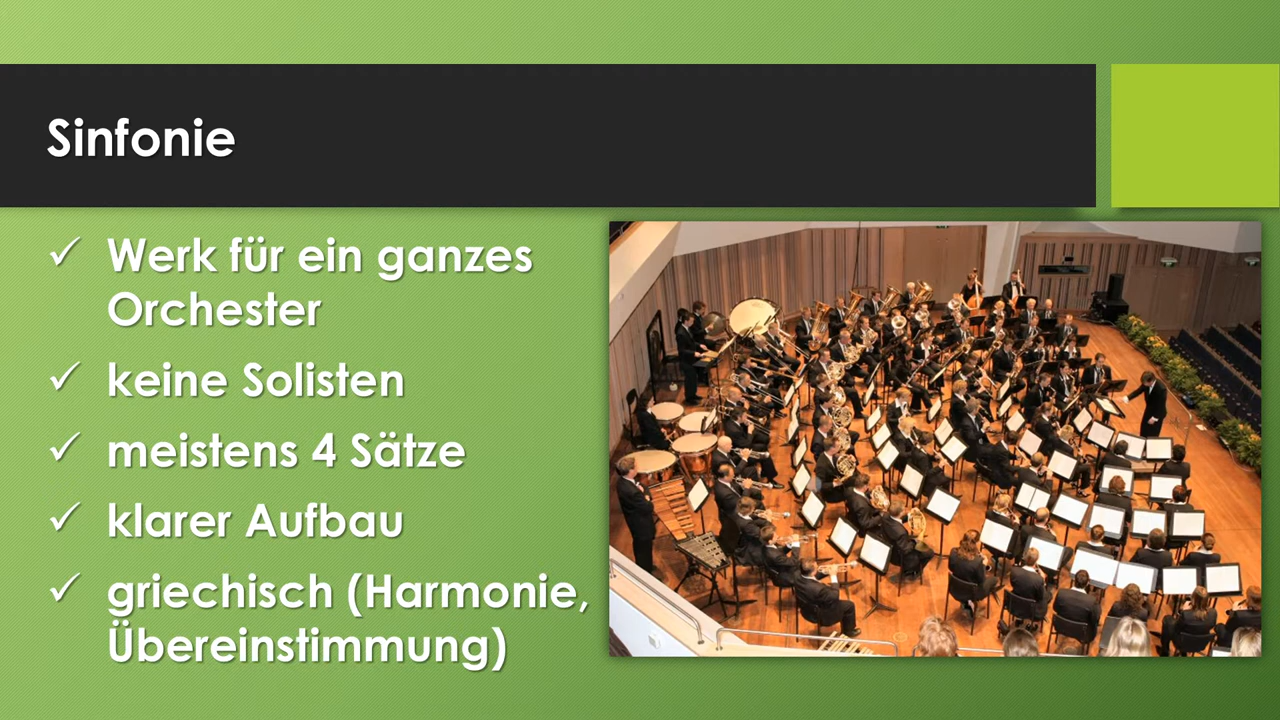 Sinfonie
✓ Werk für ein ganzes
Orchester
✓ keine Solisten
✓ meistens 4 Sätze
✓ klarer Aufbau
✓ griechisch (Harmonie,
Übereinstimmung)